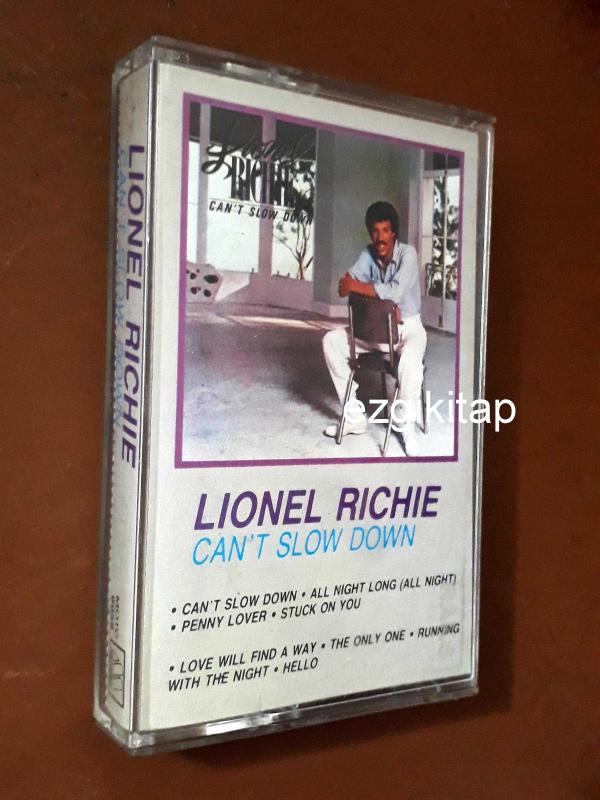 Lionel
RICHIE
CAN'T SLOW DOWN
LIONEL RICHIE
CAN'T SLOW DOWN
ezgikitap
LIONEL RICHIE
CAN'T SLOW DOWN
• CAN'T SLOW DOWN • ALL NIGHT LONG (ALL NIGHT)
• PENNY LOVER • STUCK ON YOU
• LOVE WILL FIND A WAY • THE ONLY ONE • RUNNING
WITH THE NIGHT • HELLO